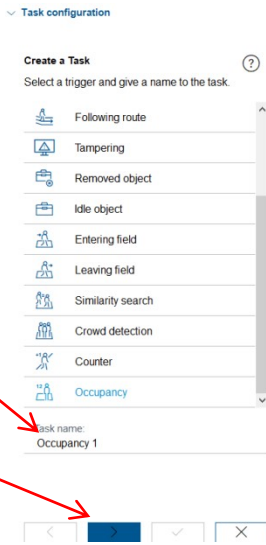 Task configuration
Create a Task
Select a trigger and give a name to the task.
Following route
Tampering
Removed object
Idle object
Entering field
Leaving field
Similarity search
Crowd detection
Counter
Occupancy
Task name:
Occupancy 1